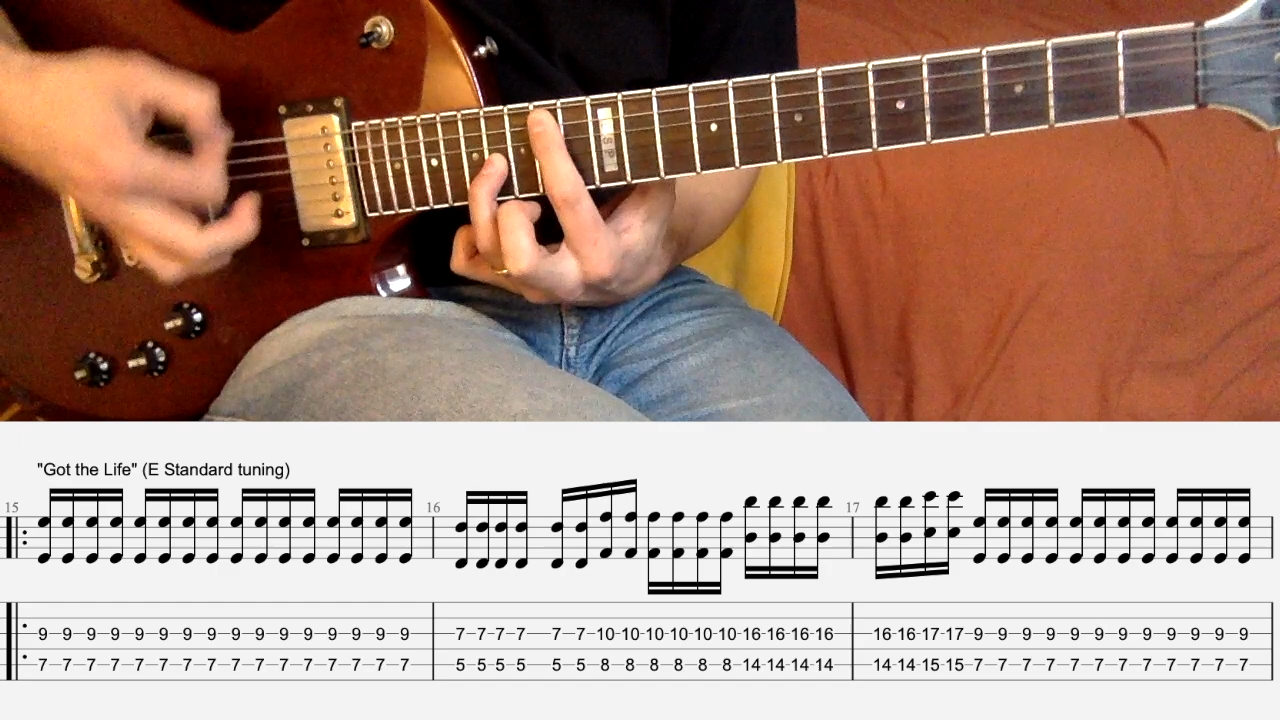 ESP
"Got the Life" (E Standard tuning)
15 16 17
9 9 9 9 9 9 9 9 9 9 9 9 9 9 9 9 7 7 7 7 7 7 10 10 10 10 10 10 16 16 16 16 16 16 17 17 9 9 9 9 9 9 9 9 9 9 9 9
7 7 7 7 7 7 7 7 7 7 7 7 7 7 7 7 5 5 5 5 5 5 8 8 8 8 8 8 14 14 14 14 14 14 15 15 7 7 7 7 7 7 7 7 7 7 7 7